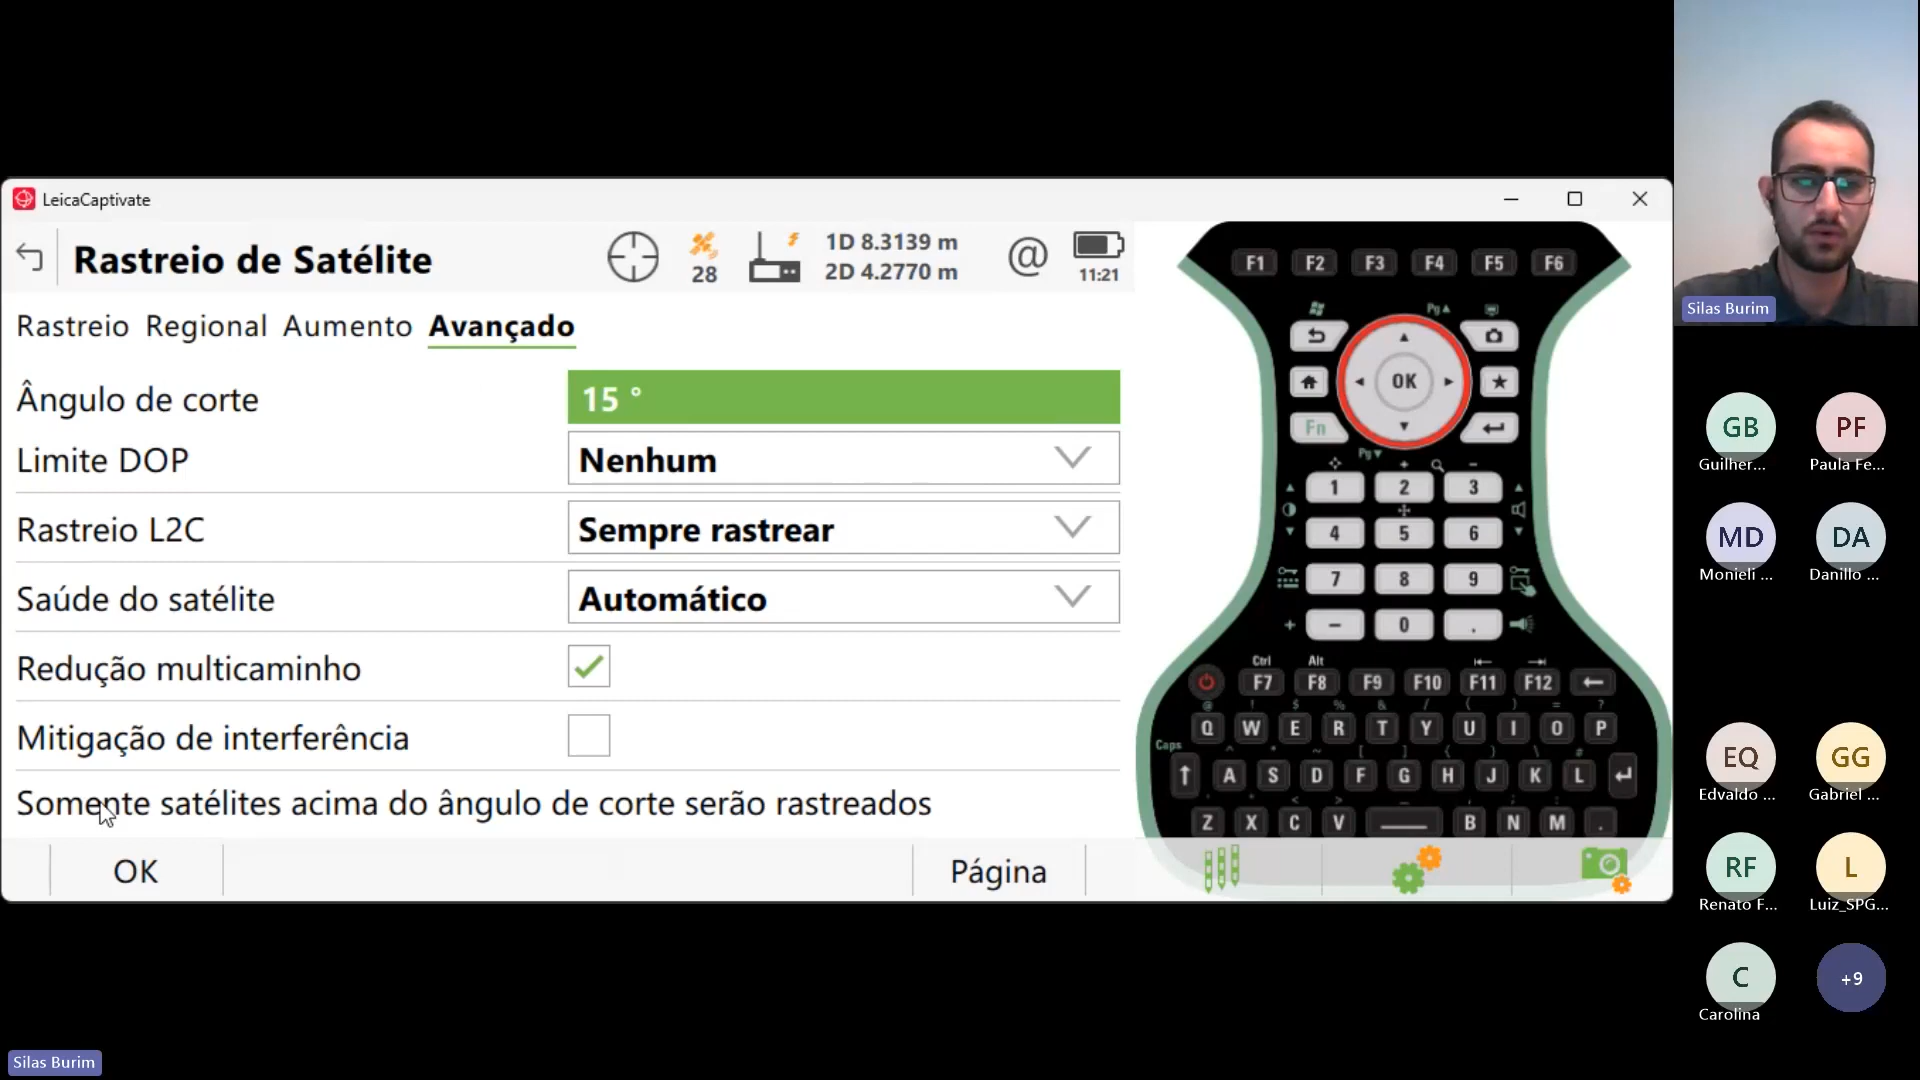 LeicaCaptivate
Rastreio de Satélite
28
1D 8.3139 m
2D 4.2770 m
@
11:21
Rastreio Regional Aumento Avançado
Ângulo de corte 15 °
Limite DOP Nenhum
Rastreio L2C Sempre rastrear
Saúde do satélite Automático
Redução multicaminho
Mitigação de interferência
Somente satélites acima do ângulo de corte serão rastreados
OK
Página
F1 F2 F3 F4 F5 F6
Pg
OK
Fn
Pg
1 2 3
4 5 6
7 8 9
- 0 .
Ctrl Alt
F7 F8 F9 F10 F11 F12
Q W E R T Y U I O P
Caps
A S D F G H J K L
Z X C V B N M .
Silas Burim
GB PF
Guilher... Paula Fe...
MD DA
Monieli ... Danillo ...
EQ GG
Edvaldo ... Gabriel ...
RF L
Renato F... Luiz_SPG...
C +9
Carolina
Silas Burim